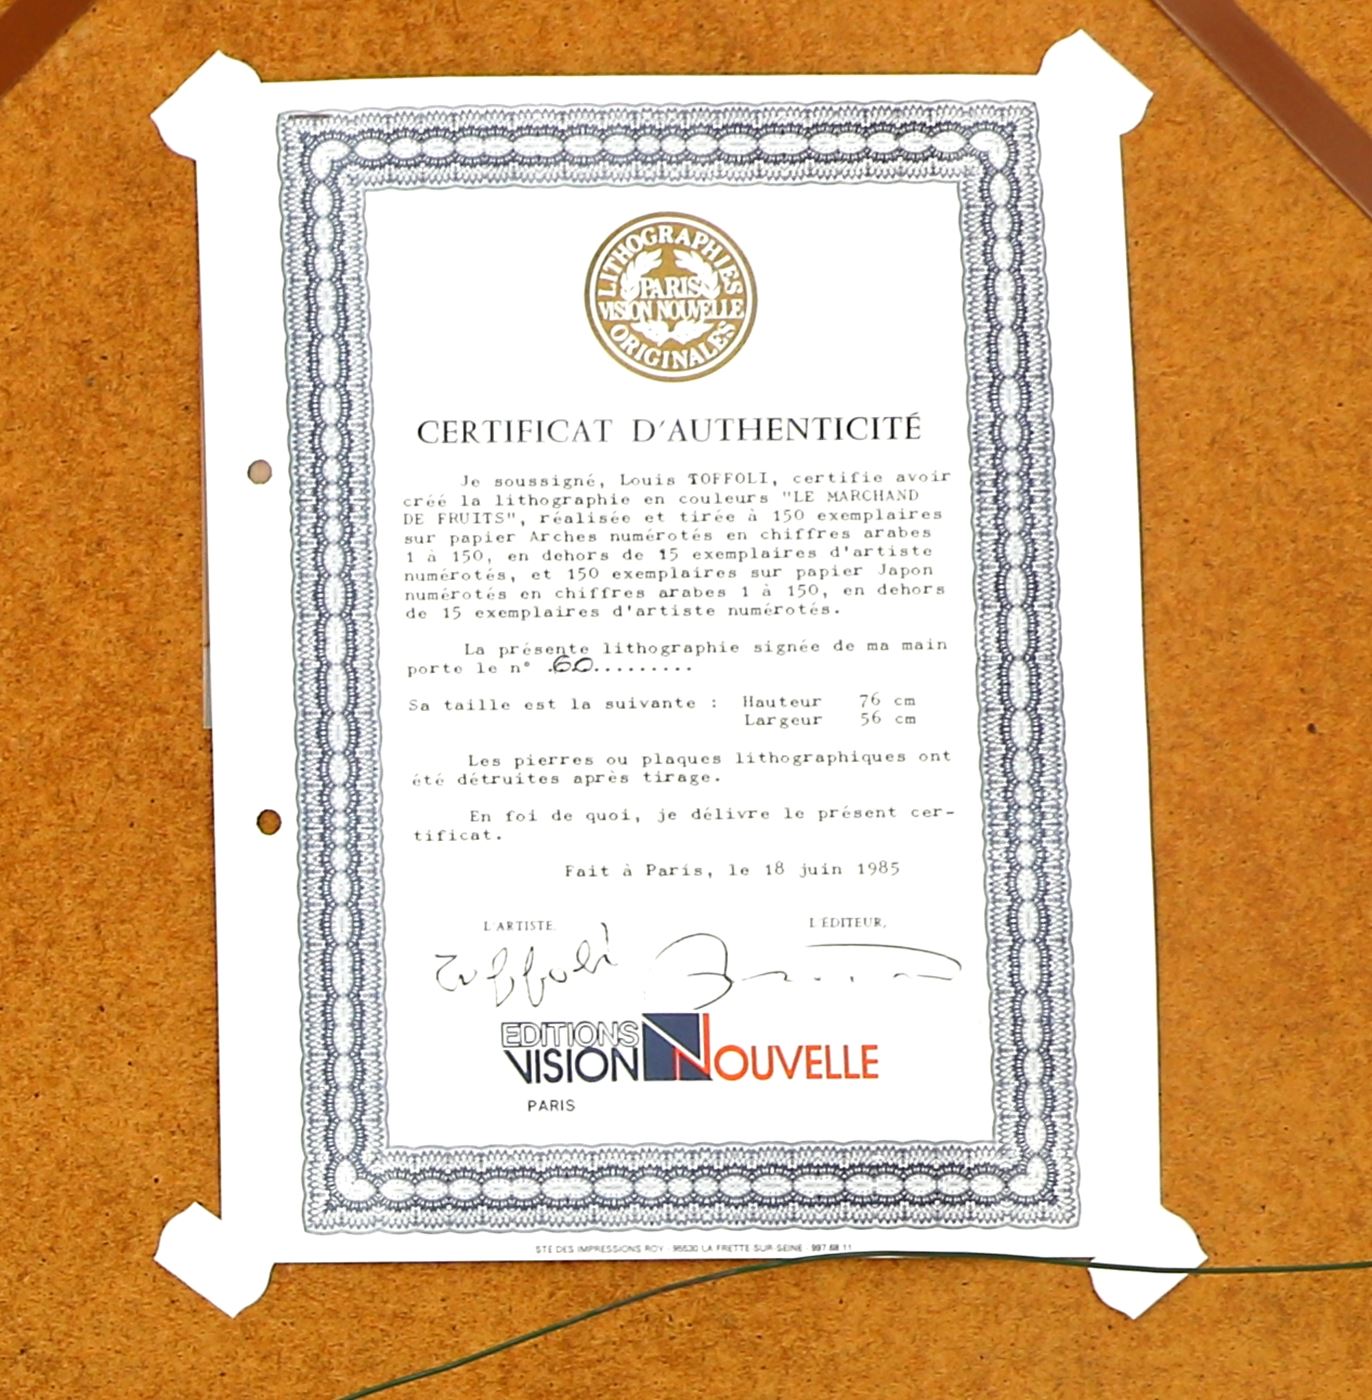 LITHOGRAPHIES
PARIS
VISION NOUVELLE
ORIGINALES
CERTIFICAT D'AUTHENTICITÉ
Je soussigné, Louis TOFFOLI, certifie avoir
créé la lithographie en couleurs "LE MARCHAND
DE FRUITS", réalisée et tirée à 150 exemplaires
sur papier Arches numérotés en chiffres arabes
1 à 150, en dehors de 15 exemplaires d'artiste
numérotés, et 150 exemplaires sur papier Japon
numérotés en chiffres arabes 1 à 150, en dehors
de 15 exemplaires d'artiste numérotés.
La présente lithographie signée de ma main
porte le n° .60.........
Sa taille est la suivante : Hauteur 76 cm
Largeur 56 cm
Les pierres ou plaques lithographiques ont
été détruites après tirage.
En foi de quoi, je délivre le présent cer-
tificat.
Fait à Paris, le 18 juin 1985
L'ARTISTE, L'ÉDITEUR,
Toffoli
EDITIONS
VISION NOUVELLE
PARIS
STE DES IMPRESSIONS ROY - 95530 LA FRETTE SUR SEINE - 997 68 11